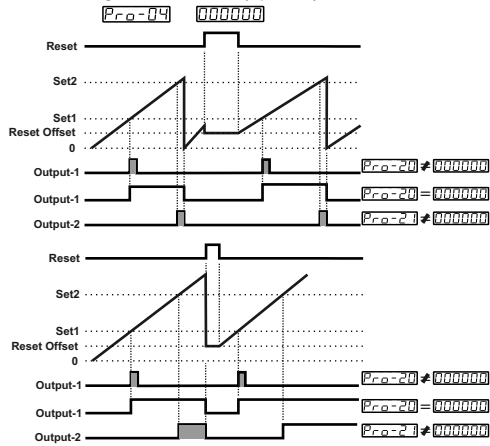 Pro-04 000000
Reset
Set2
Set1
Reset Offset
0
Output-1 Pro-20 ≠ 000000
Output-1 Pro-20 = 000000
Output-2 Pro-21 ≠ 000000
Reset
Set2
Set1
Reset Offset
0
Output-1 Pro-20 ≠ 000000
Output-1 Pro-20 = 000000
Output-2 Pro-21 ≠ 000000